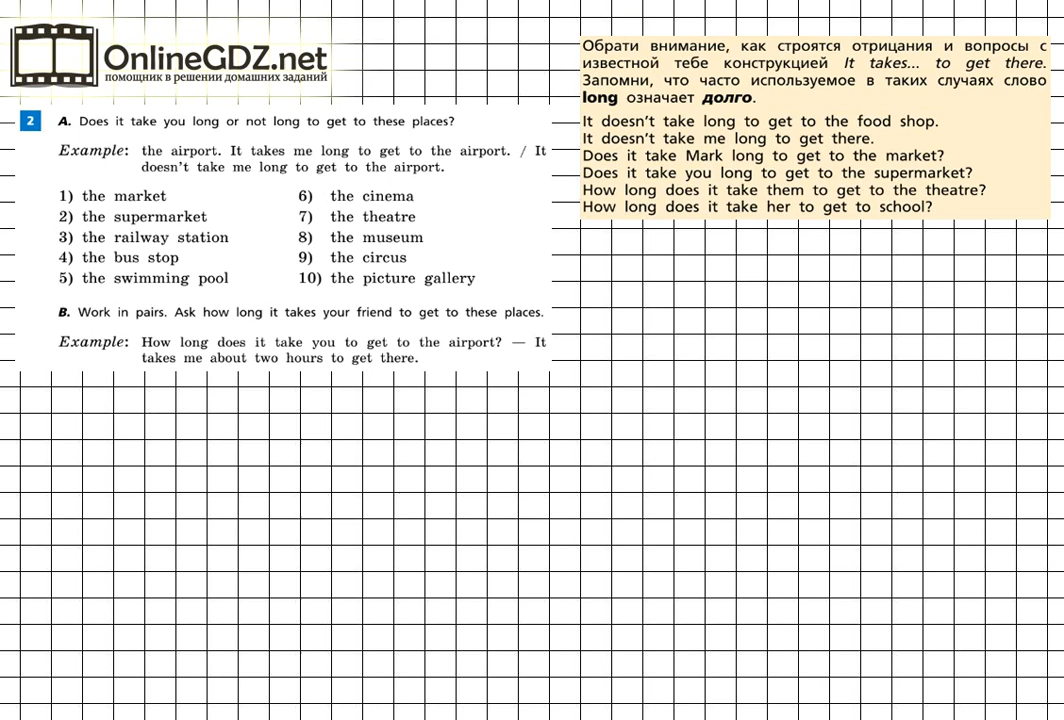 OnlineGDZ.net
помощник в решении домашних заданий
2 A. Does it take you long or not long to get to these places?
Example: the airport. It takes me long to get to the airport. / It
doesn't take me long to get to the airport.
1) the market
2) the supermarket
3) the railway station
4) the bus stop
5) the swimming pool
6) the cinema
7) the theatre
8) the museum
9) the circus
10) the picture gallery
B. Work in pairs. Ask how long it takes your friend to get to these places.
Example: How long does it take you to get to the airport? — It
takes me about two hours to get there.
Обрати внимание, как строятся отрицания и вопросы с
известной тебе конструкцией It takes... to get there.
Запомни, что часто используемое в таких случаях слово
long означает долго.
It doesn't take long to get to the food shop.
It doesn't take me long to get there.
Does it take Mark long to get to the market?
Does it take you long to get to the supermarket?
How long does it take them to get to the theatre?
How long does it take her to get to school?